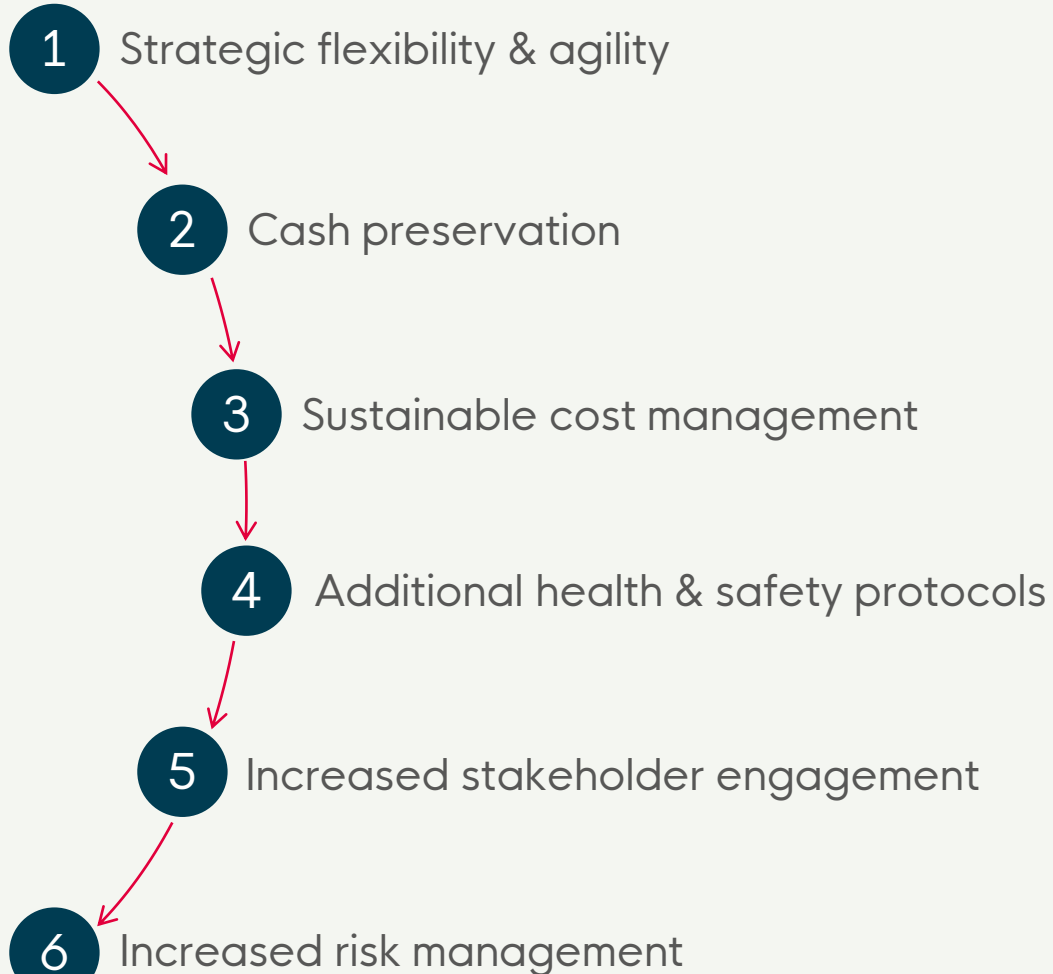 1 Strategic flexibility & agility
2 Cash preservation
3 Sustainable cost management
4 Additional health & safety protocols
5 Increased stakeholder engagement
6 Increased risk management